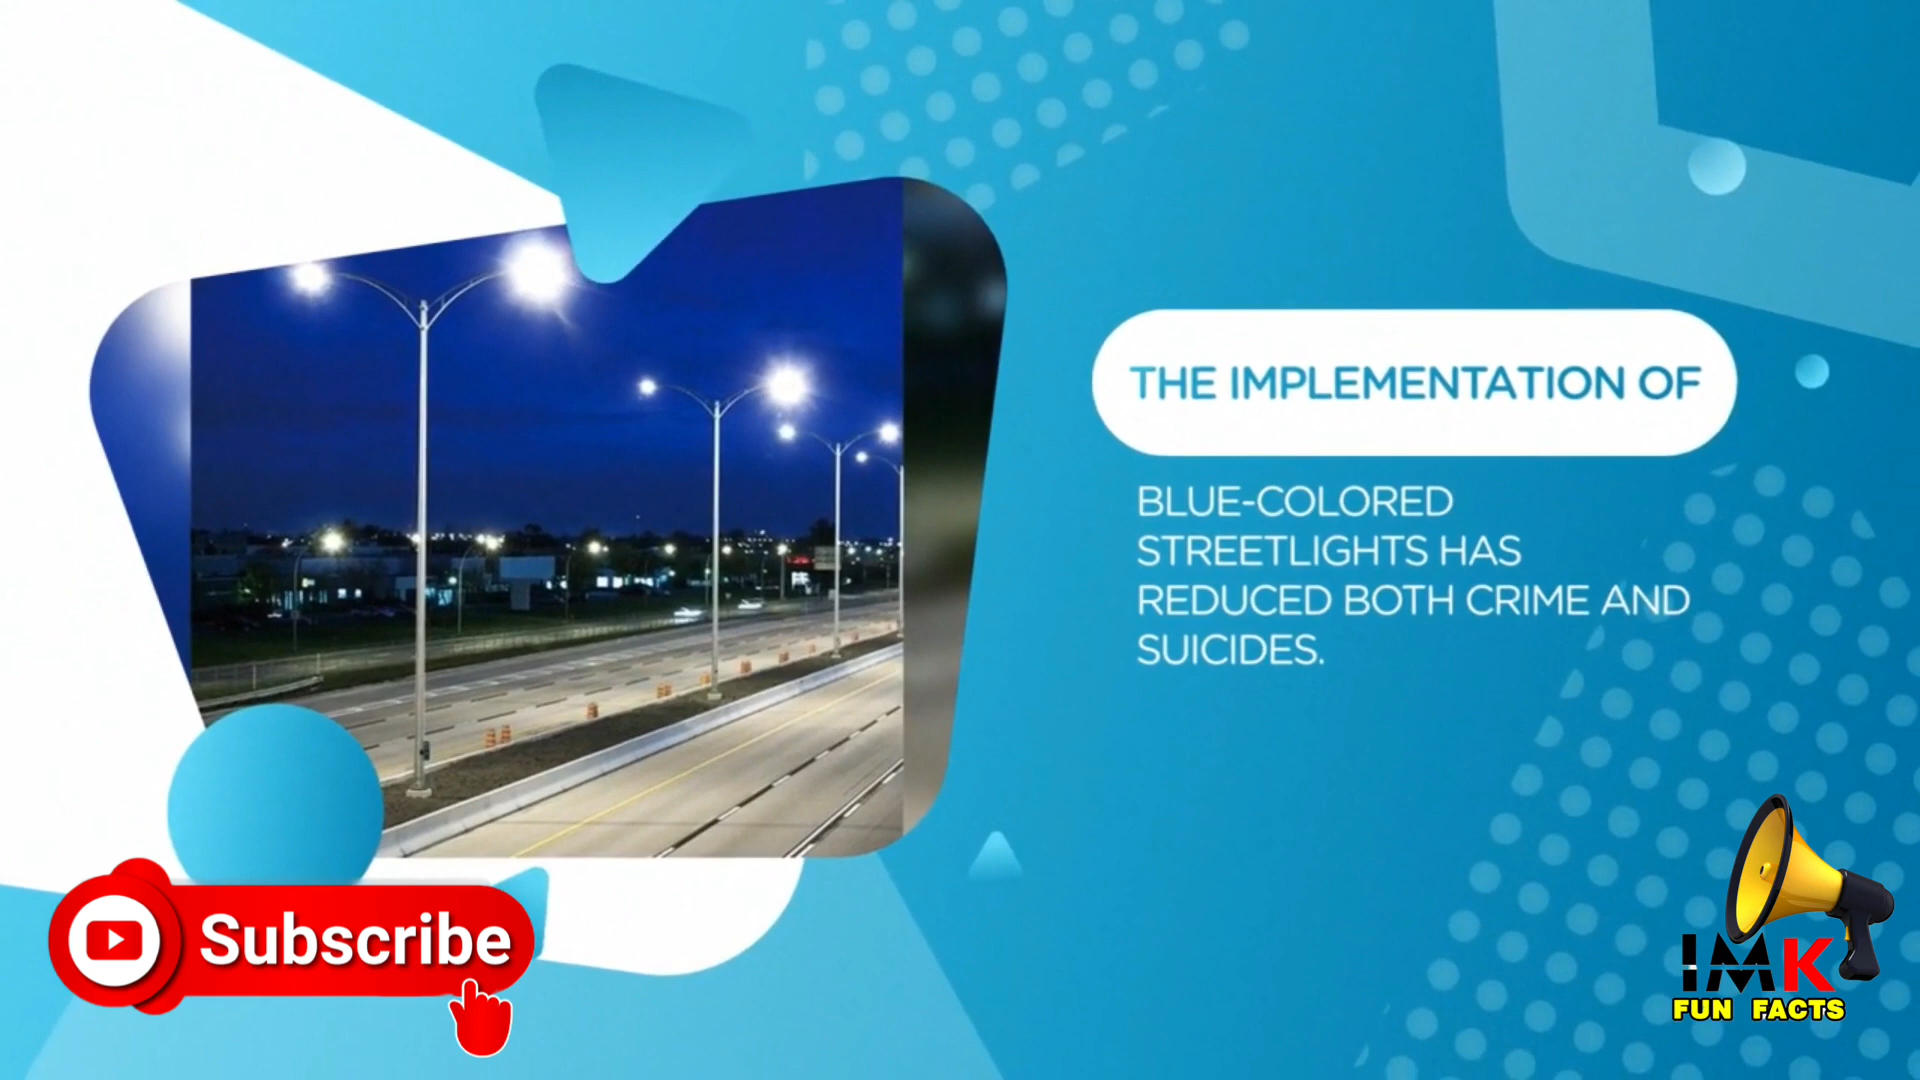 THE IMPLEMENTATION OF
BLUE-COLORED
STREETLIGHTS HAS
REDUCED BOTH CRIME AND
SUICIDES.
Subscribe
IMK
FUN FACTS